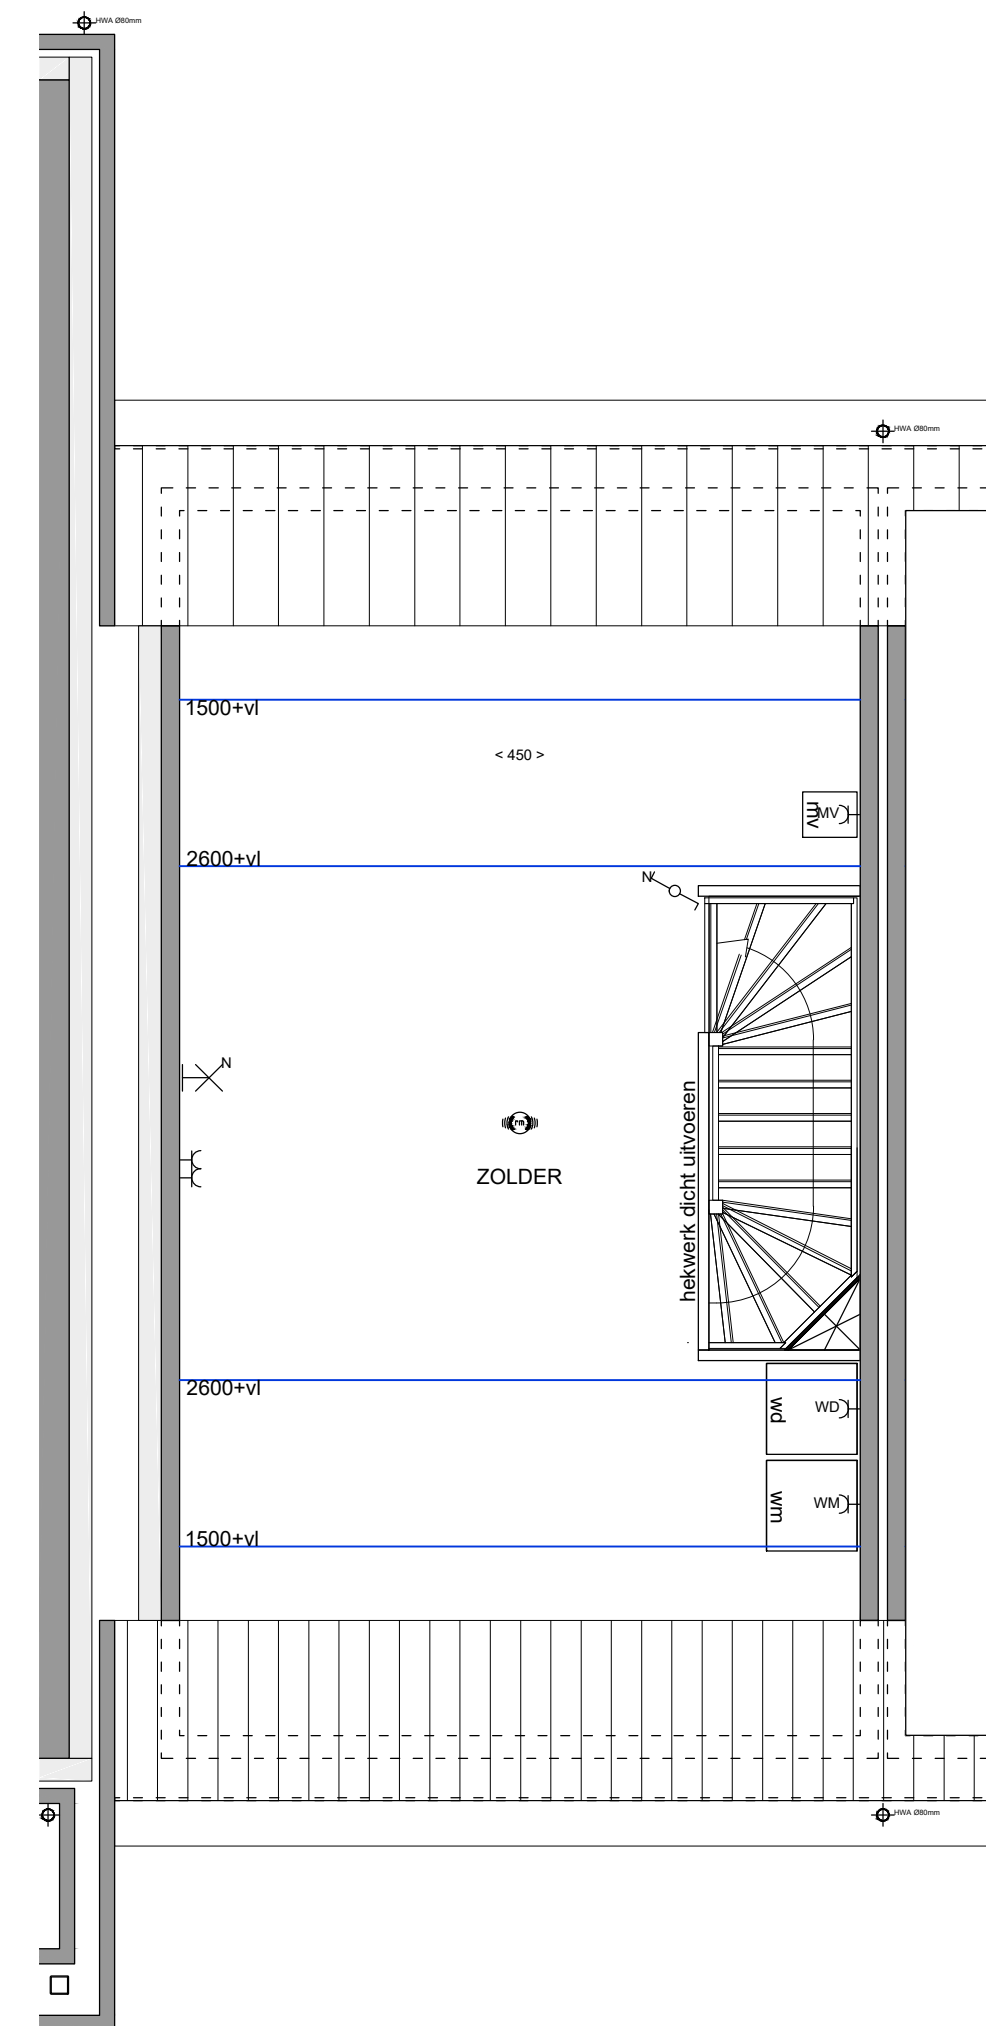 HWA Ø80mm
HWA Ø80mm
1500+vl
< 450 >
mv
MV
2600+vl
N
N
rm
ZOLDER
hekwerk dicht uitvoeren
2600+vl
wd
WD
wm
WM
1500+vl
HWA Ø80mm